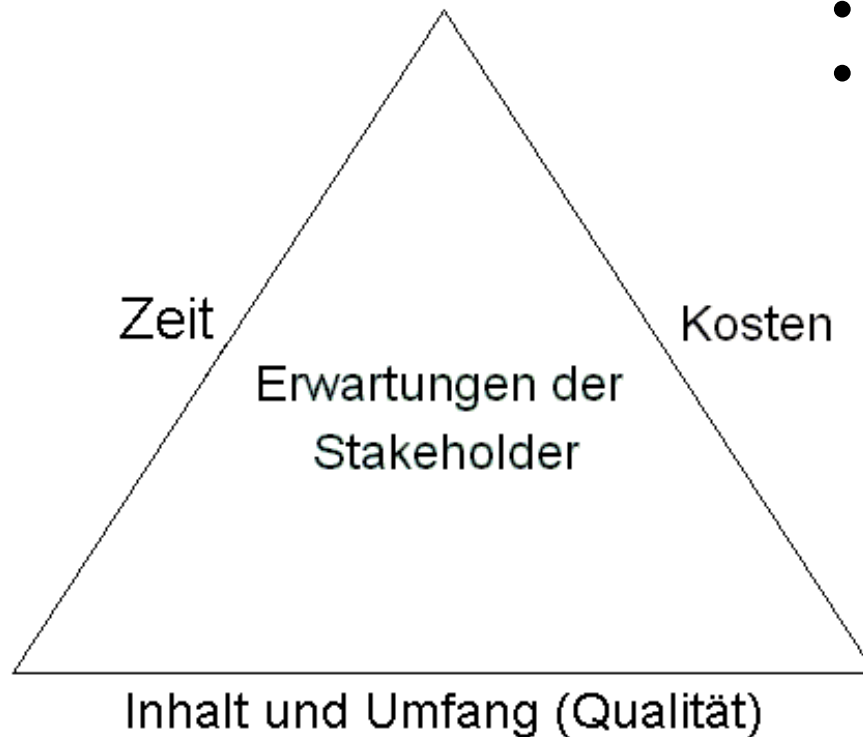 Zeit
Kosten
Erwartungen der
Stakeholder
Inhalt und Umfang (Qualität)